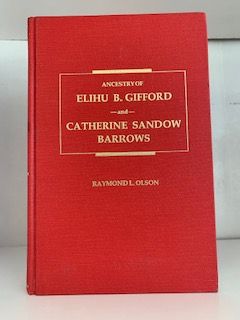 ANCESTRY OF
ELIHU B. GIFFORD
—and—
CATHERINE SANDOW
BARROWS
RAYMOND L. OLSON